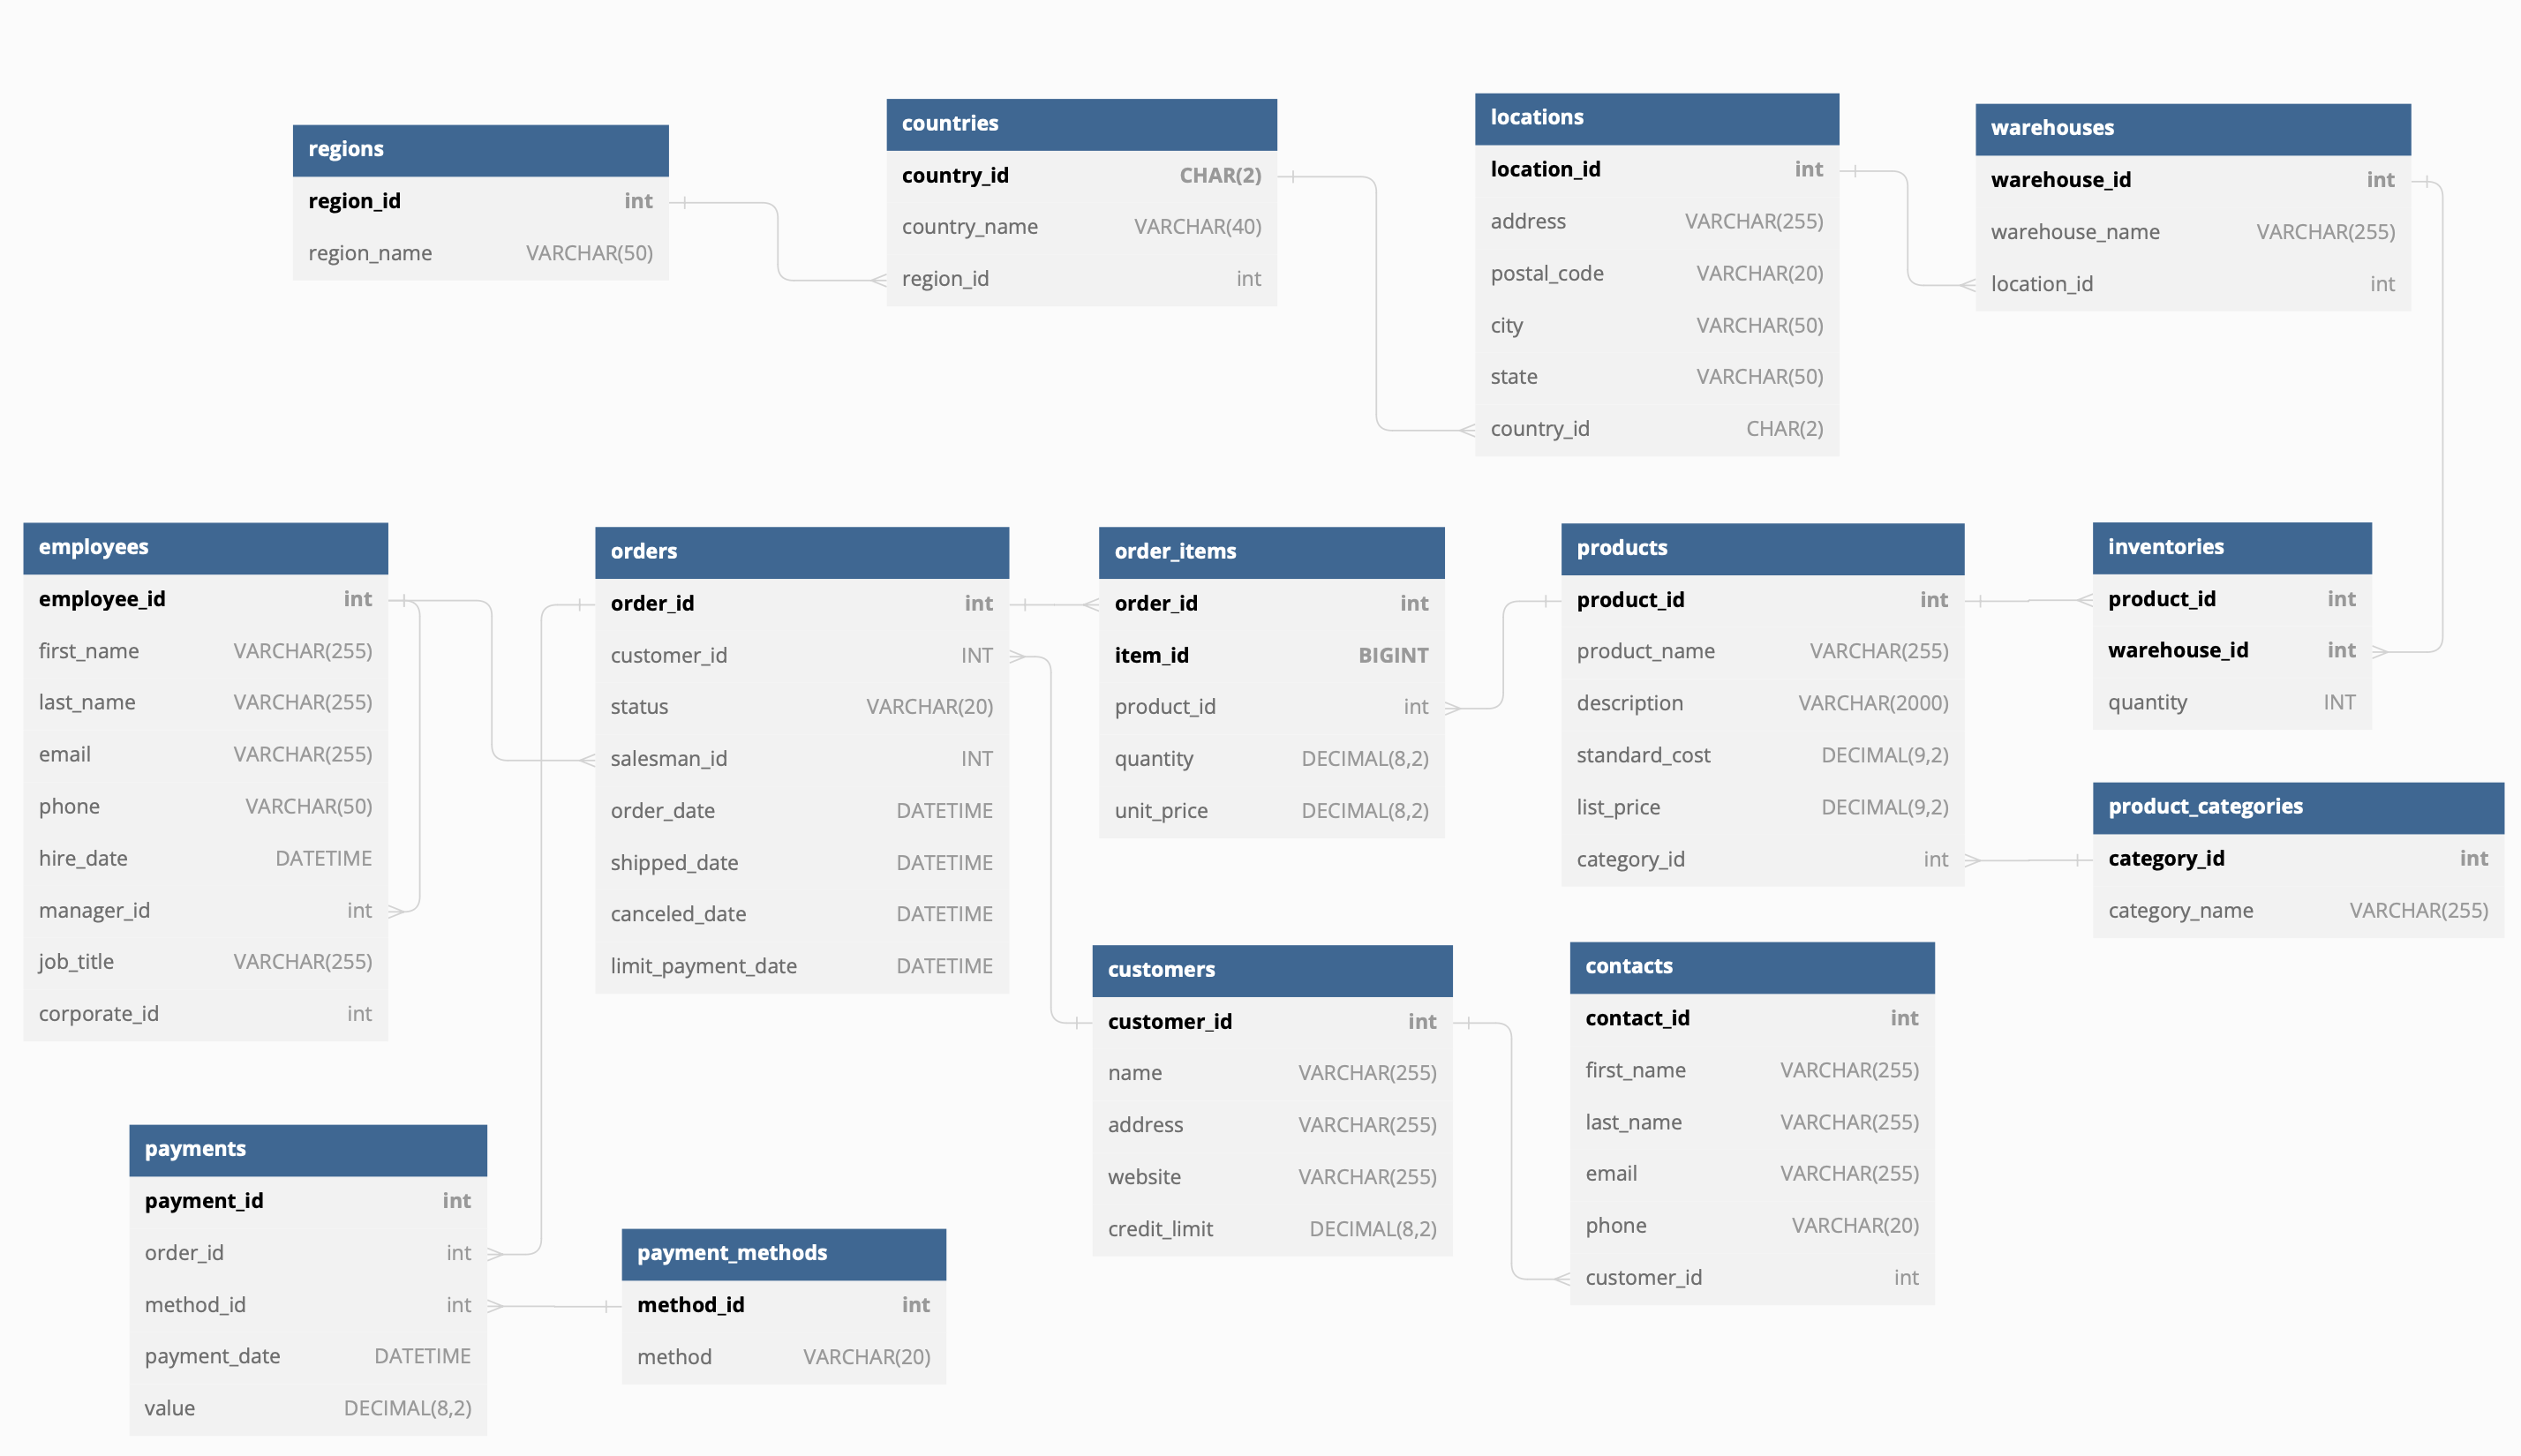 regions
region_id int
region_name VARCHAR(50)
countries
country_id CHAR(2)
country_name VARCHAR(40)
region_id int
locations
location_id int
address VARCHAR(255)
postal_code VARCHAR(20)
city VARCHAR(50)
state VARCHAR(50)
country_id CHAR(2)
warehouses
warehouse_id int
warehouse_name VARCHAR(255)
location_id int
employees
employee_id int
first_name VARCHAR(255)
last_name VARCHAR(255)
email VARCHAR(255)
phone VARCHAR(50)
hire_date DATETIME
manager_id int
job_title VARCHAR(255)
corporate_id int
orders
order_id int
customer_id INT
status VARCHAR(20)
salesman_id INT
order_date DATETIME
shipped_date DATETIME
canceled_date DATETIME
limit_payment_date DATETIME
order_items
order_id int
item_id BIGINT
product_id int
quantity DECIMAL(8,2)
unit_price DECIMAL(8,2)
products
product_id int
product_name VARCHAR(255)
description VARCHAR(2000)
standard_cost DECIMAL(9,2)
list_price DECIMAL(9,2)
category_id int
inventories
product_id int
warehouse_id int
quantity INT
product_categories
category_id int
category_name VARCHAR(255)
customers
customer_id int
name VARCHAR(255)
address VARCHAR(255)
website VARCHAR(255)
credit_limit DECIMAL(8,2)
contacts
contact_id int
first_name VARCHAR(255)
last_name VARCHAR(255)
email VARCHAR(255)
phone VARCHAR(20)
customer_id int
payments
payment_id int
order_id int
method_id int
payment_date DATETIME
value DECIMAL(8,2)
payment_methods
method_id int
method VARCHAR(20)